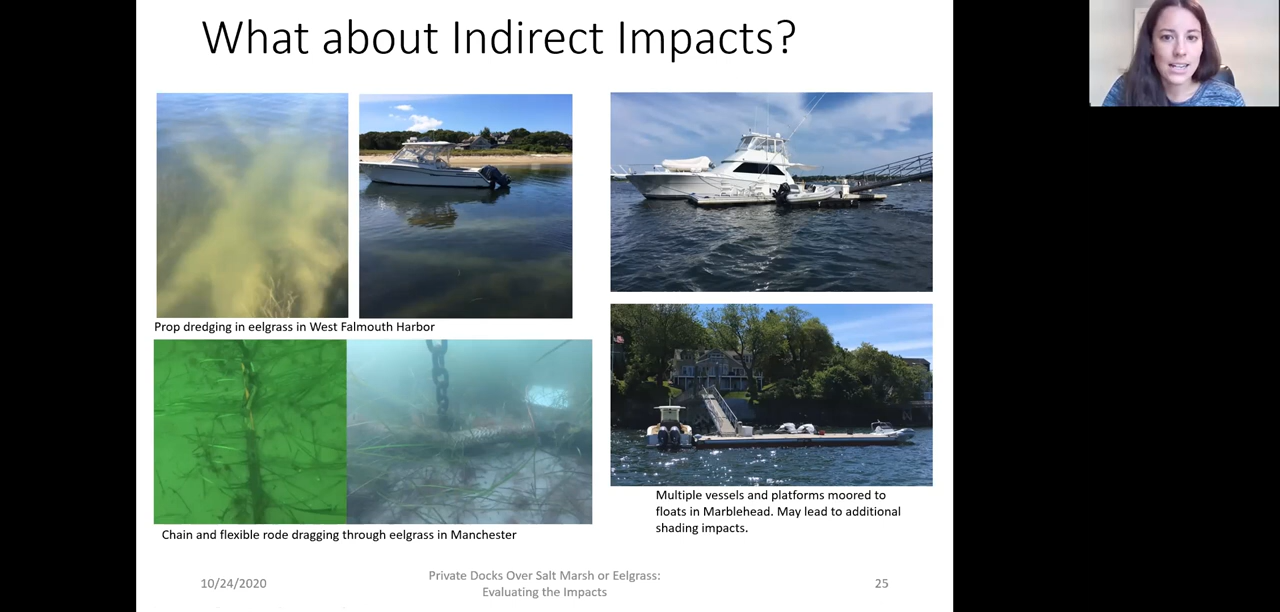 What about Indirect Impacts?
Prop dredging in eelgrass in West Falmouth Harbor
Chain and flexible rode dragging through eelgrass in Manchester
Multiple vessels and platforms moored to
floats in Marblehead. May lead to additional
shading impacts.
10/24/2020
Private Docks Over Salt Marsh or Eelgrass:
Evaluating the Impacts
25